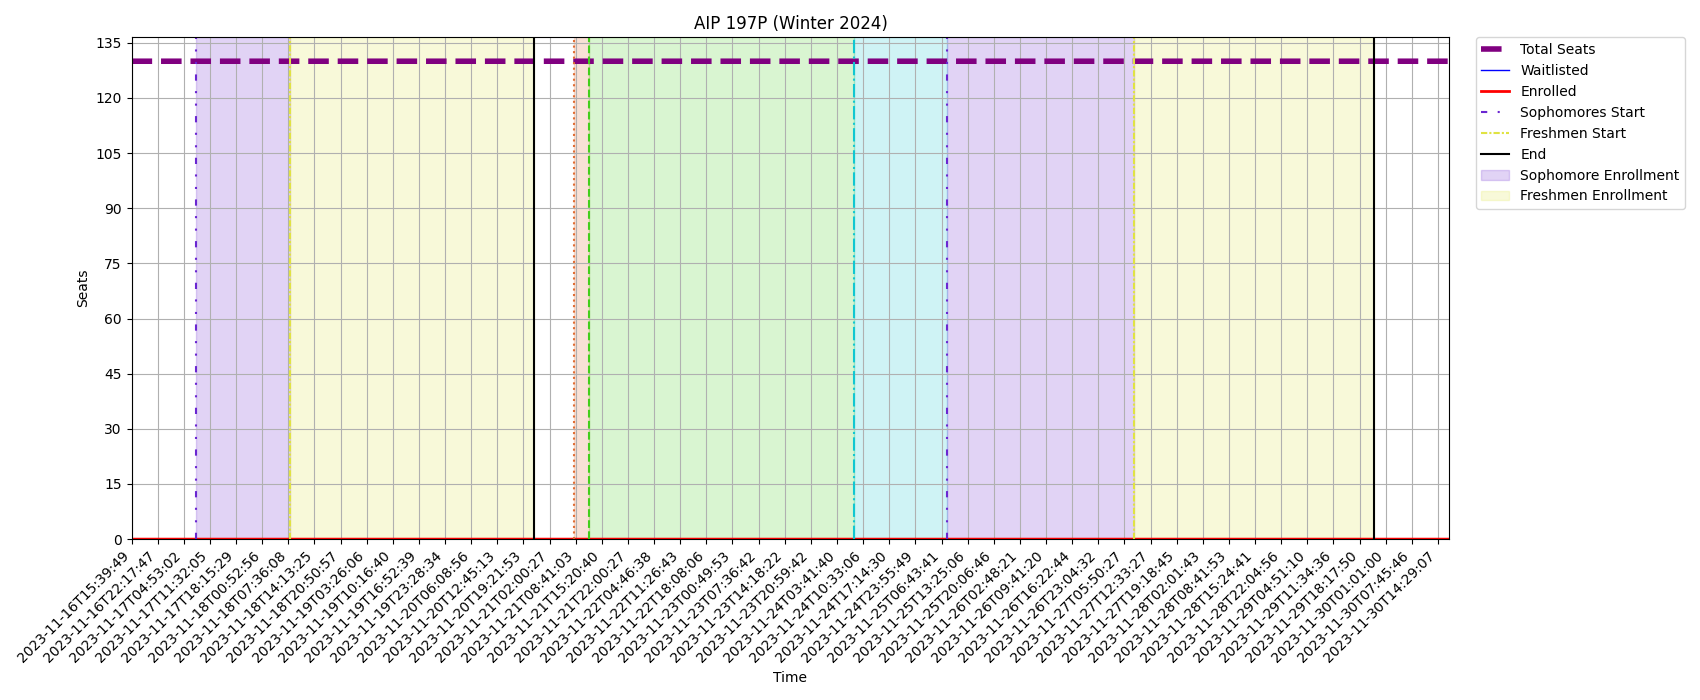 AIP 197P (Winter 2024)
Total Seats
Waitlisted
Enrolled
Sophomores Start
Freshmen Start
End
Sophomore Enrollment
Freshmen Enrollment
Seats
135
120
105
90
75
60
45
30
15
0
2023-11-16T15:39:49
2023-11-16T22:17:47
2023-11-17T04:53:02
2023-11-17T11:32:05
2023-11-17T18:15:29
2023-11-18T00:52:56
2023-11-18T07:36:08
2023-11-18T14:13:25
2023-11-18T20:50:57
2023-11-19T03:26:06
2023-11-19T10:16:40
2023-11-19T16:52:39
2023-11-19T23:28:34
2023-11-20T06:08:56
2023-11-20T12:45:13
2023-11-20T19:21:53
2023-11-21T02:00:27
2023-11-21T08:41:03
2023-11-21T15:20:40
2023-11-21T22:00:27
2023-11-22T04:46:38
2023-11-22T11:26:43
2023-11-22T18:08:06
2023-11-23T00:49:53
2023-11-23T07:36:42
2023-11-23T14:18:22
2023-11-23T20:59:42
2023-11-24T03:41:40
2023-11-24T10:33:06
2023-11-24T17:14:30
2023-11-24T23:55:49
2023-11-25T06:43:41
2023-11-25T13:25:06
2023-11-25T20:06:46
2023-11-26T02:48:21
2023-11-26T09:41:20
2023-11-26T16:22:44
2023-11-26T23:04:32
2023-11-27T05:50:27
2023-11-27T12:33:27
2023-11-27T19:18:45
2023-11-28T02:01:43
2023-11-28T08:41:53
2023-11-28T15:24:41
2023-11-28T22:04:56
2023-11-29T04:51:10
2023-11-29T11:34:36
2023-11-29T18:17:50
2023-11-30T01:01:00
2023-11-30T07:45:46
2023-11-30T14:29:07
Time